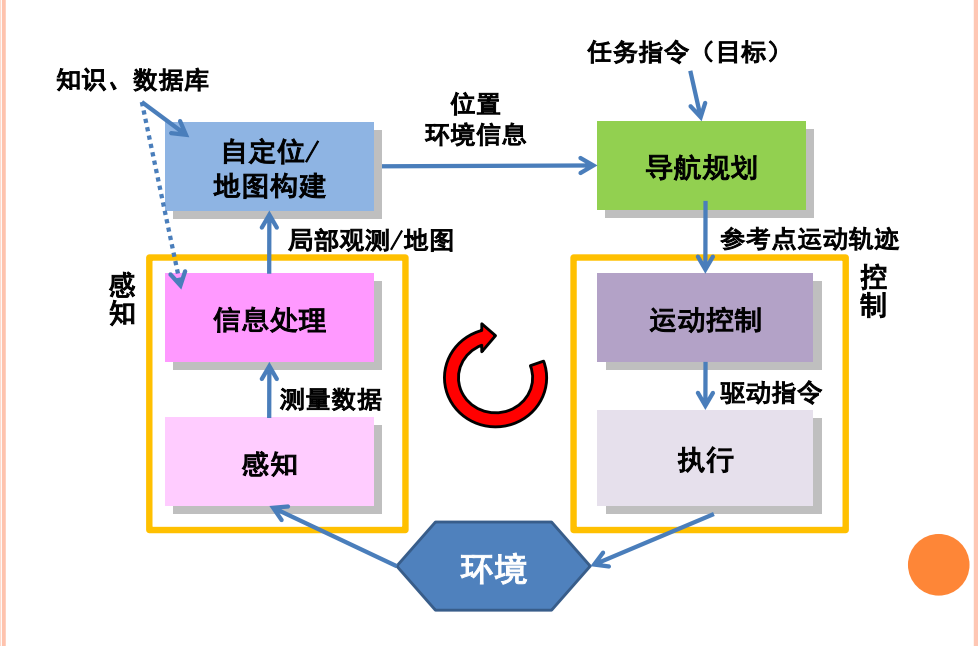 任务指令（目标）
知识、数据库
位置
环境信息
自定位/
地图构建
导航规划
局部观测/地图
参考点运动轨迹
感
知
控
制
信息处理
运动控制
测量数据
驱动指令
感知
执行
环境